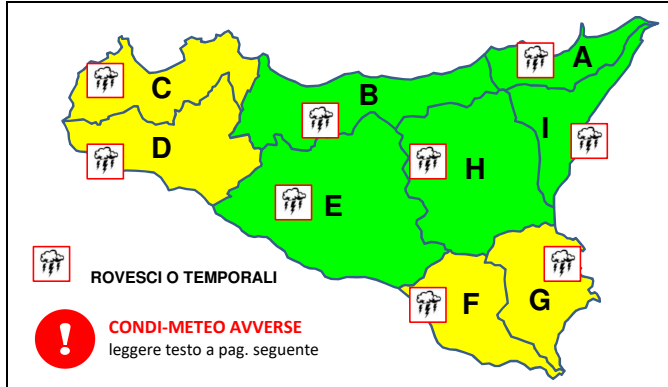 A
C
B
I
D
H
E
ROVESCI O TEMPORALI
F
G
CONDI-METEO AVVERSE
leggere testo a pag. seguente